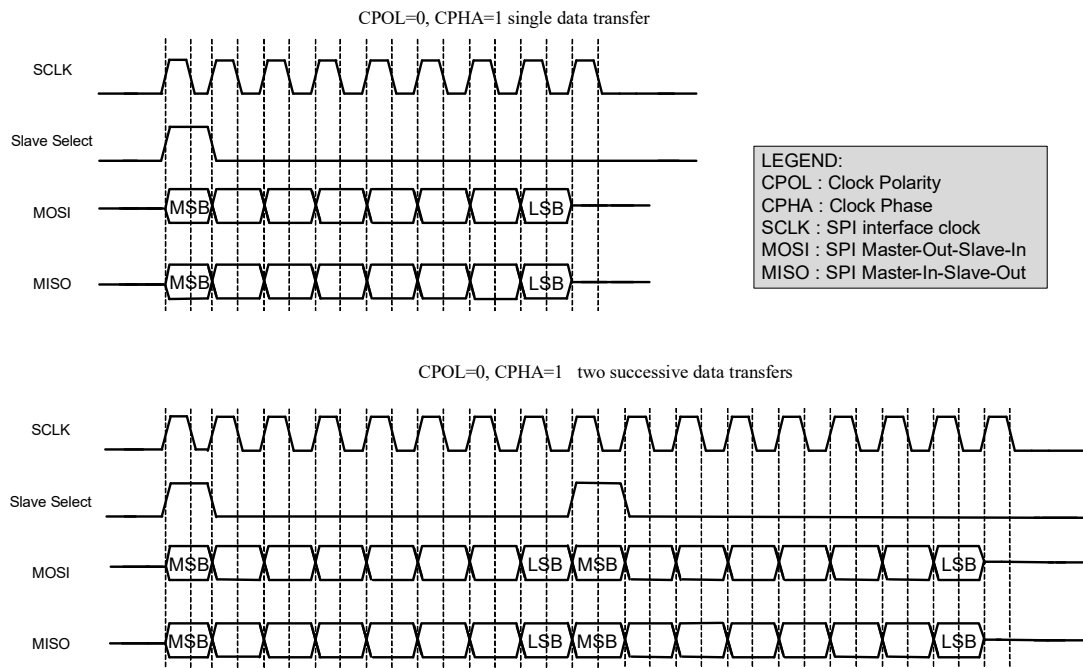 CPOL=0, CPHA=1 single data transfer
SCLK
Slave Select
MOSI
MSB
LSB
MISO
MSB
LSB
LEGEND:
CPOL : Clock Polarity
CPHA : Clock Phase
SCLK : SPI interface clock
MOSI : SPI Master-Out-Slave-In
MISO : SPI Master-In-Slave-Out
CPOL=0, CPHA=1 two successive data transfers
SCLK
Slave Select
MOSI
MSB
LSB
MSB
LSB
MISO
MSB
LSB
MSB
LSB